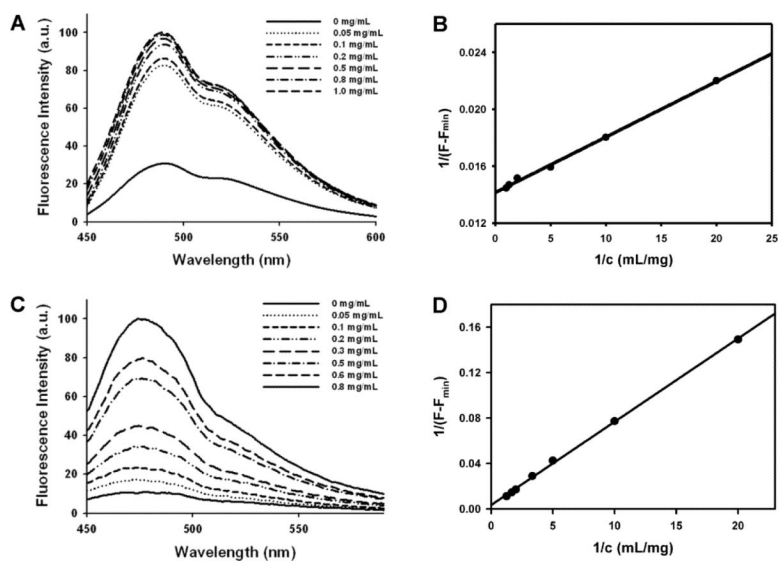 A
Fluorescence Intensity (a.u.)
100
80
60
40
20
0
450
500
550
600
Wavelength (nm)
0 mg/mL
0.05 mg/mL
0.1 mg/mL
0.2 mg/mL
0.5 mg/mL
0.8 mg/mL
1.0 mg/mL
B
1/(F-Fmin)
0.024
0.020
0.016
0.012
0
5
10
15
20
25
1/c (mL/mg)
C
Fluorescence Intensity (a.u.)
100
80
60
40
20
0
450
500
550
Wavelength (nm)
0 mg/mL
0.05 mg/mL
0.1 mg/mL
0.2 mg/mL
0.3 mg/mL
0.5 mg/mL
0.6 mg/mL
0.8 mg/mL
D
1/(F-Fmin)
0.16
0.12
0.08
0.04
0.00
0
5
10
15
20
1/c (mL/mg)